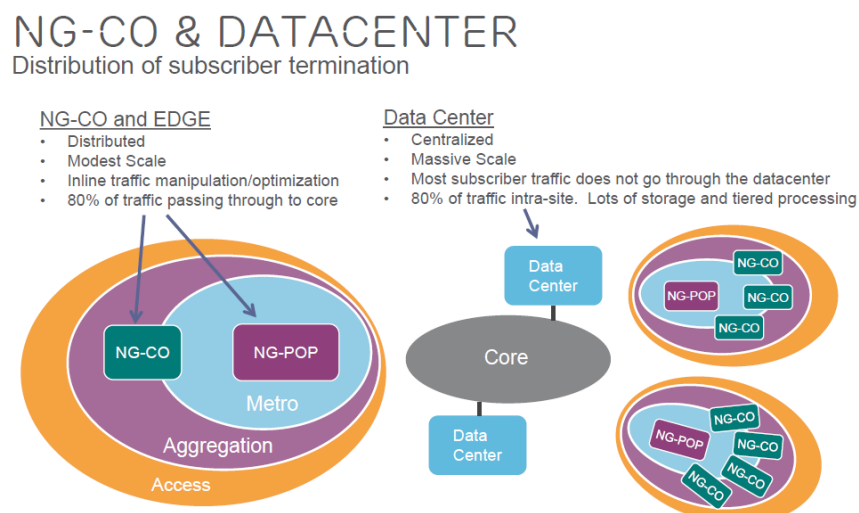 NG-CO & DATACENTER
Distribution of subscriber termination
NG-CO and EDGE
• Distributed
• Modest Scale
• Inline traffic manipulation/optimization
• 80% of traffic passing through to core
Data Center
• Centralized
• Massive Scale
• Most subscriber traffic does not go through the datacenter
• 80% of traffic intra-site. Lots of storage and tiered processing
NG-CO
NG-POP
Metro
Aggregation
Access
Data
Center
Core
Data
Center
NG-CO
NG-POP
NG-CO
NG-CO
NG-CO
NG-POP
NG-CO
NG-CO
NG-CO